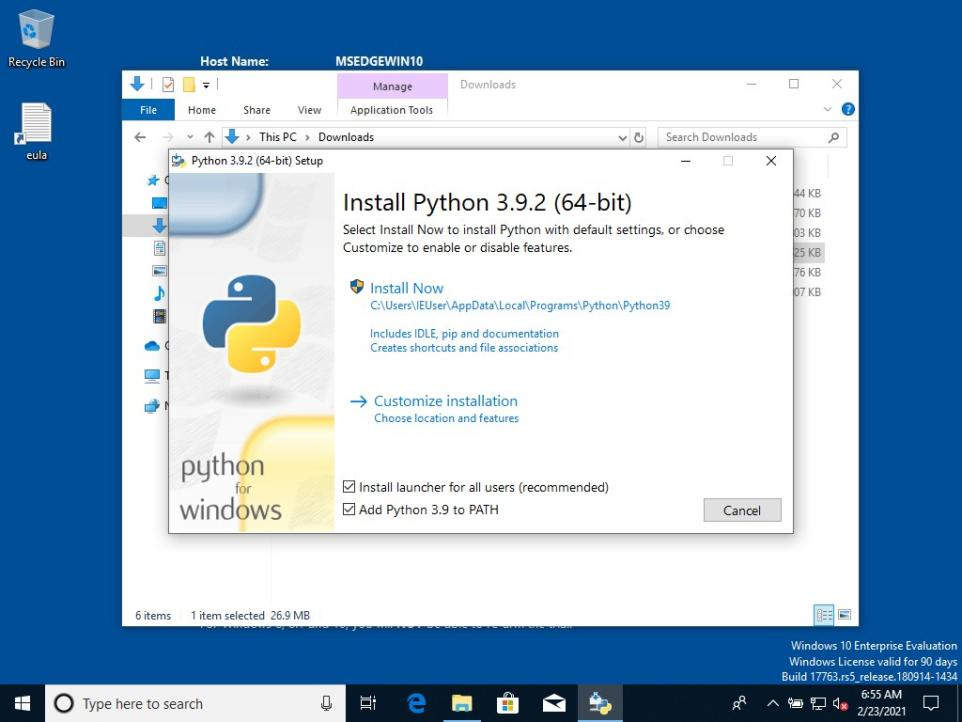 Recycle Bin
eula
Host Name: MSEDGEWIN10
Manage
Downloads
File Home Share View Application Tools
This PC > Downloads
Search Downloads
Python 3.9.2 (64-bit) Setup
Install Python 3.9.2 (64-bit)
Select Install Now to install Python with default settings, or choose
Customize to enable or disable features.
Install Now
C:\Users\IEUser\AppData\Local\Programs\Python\Python39
Includes IDLE, pip and documentation
Creates shortcuts and file associations
Customize installation
Choose location and features
python
for
windows
Install launcher for all users (recommended)
Add Python 3.9 to PATH
Cancel
44 KB
70 KB
03 KB
25 KB
76 KB
07 KB
6 items 1 item selected 26.9 MB
Windows 10 Enterprise Evaluation
Windows License valid for 90 days
Build 17763.rs5_release.180914-1434
Type here to search
6:55 AM
2/23/2021